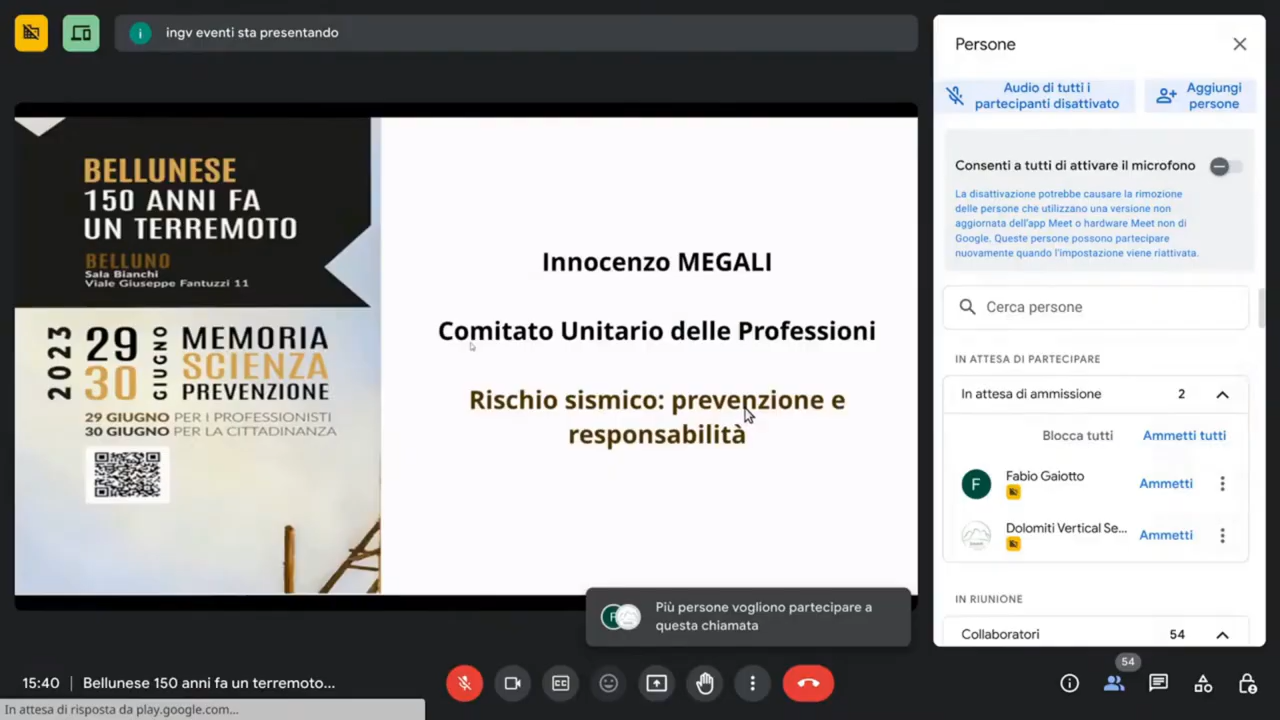 ingv eventi sta presentando
BELLUNESE
150 ANNI FA
UN TERREMOTO
BELLUNO
Sala Bianchi
Viale Giuseppe Fantuzzi 11
2023
29
30
GIUGNO
MEMORIA
SCIENZA
PREVENZIONE
29 GIUGNO PER I PROFESSIONISTI
30 GIUGNO PER LA CITTADINANZA
Innocenzo MEGALI
Comitato Unitario delle Professioni
Rischio sismico: prevenzione e
responsabilità
Più persone vogliono partecipare a
questa chiamata
Persone
Audio di tutti i
partecipanti disattivato
Aggiungi
persone
Consenti a tutti di attivare il microfono
La disattivazione potrebbe causare la rimozione
delle persone che utilizzano una versione non
aggiornata dell'app Meet o hardware Meet non di
Google. Queste persone possono partecipare
nuovamente quando l'impostazione viene riattivata.
Cerca persone
IN ATTESA DI PARTECIPARE
In attesa di ammissione 2
Blocca tutti Ammetti tutti
F Fabio Gaiotto Ammetti
Dolomiti Vertical Se... Ammetti
IN RIUNIONE
Collaboratori 54
15:40 | Bellunese 150 anni fa un terremoto...
54
In attesa di risposta da play.google.com...